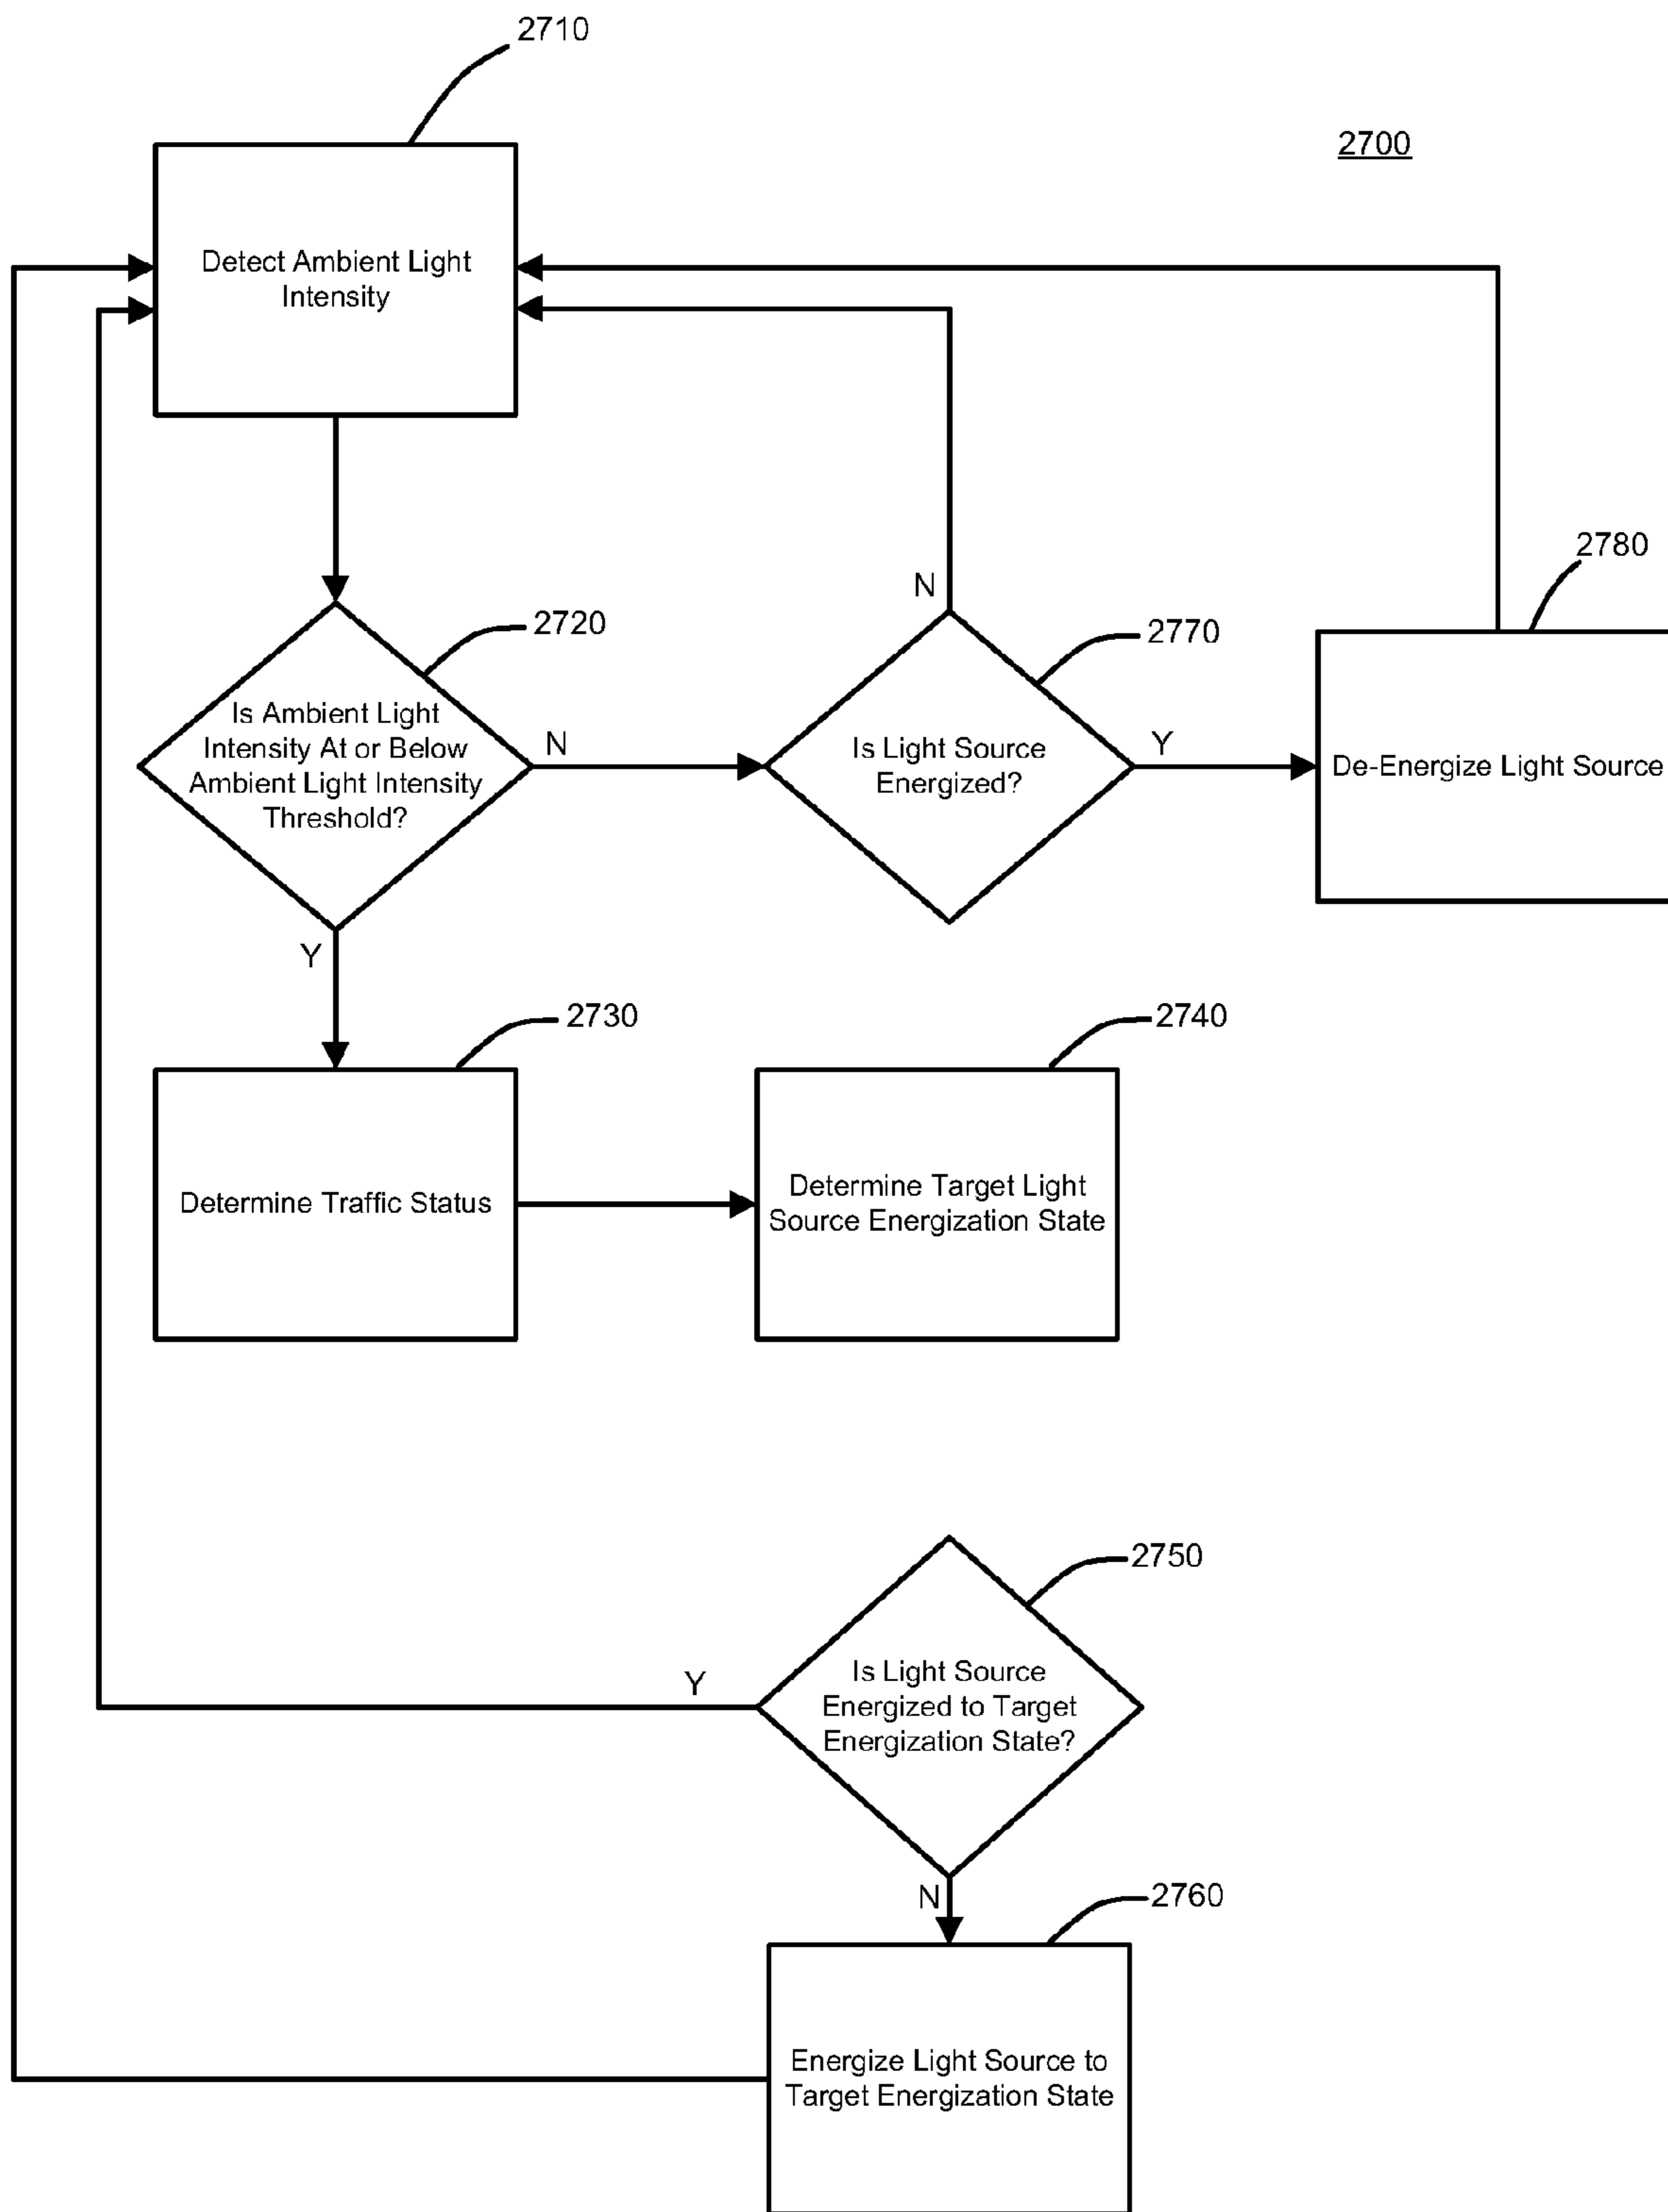 2710
2700
Detect Ambient Light
Intensity
2720
Is Ambient Light
Intensity At or Below
Ambient Light Intensity
Threshold?
N
Y
N
2770
Is Light Source
Energized?
Y
2780
De-Energize Light Source
2730
Determine Traffic Status
2740
Determine Target Light
Source Energization State
2750
Is Light Source
Energized to Target
Energization State?
Y
N
2760
Energize Light Source to
Target Energization State